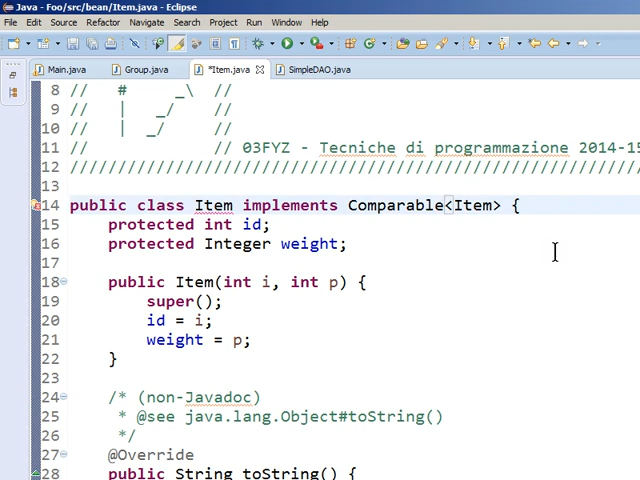 Java - Foo/src/bean/Item.java - Eclipse
File Edit Source Refactor Navigate Search Project Run Window Help
Main.java Group.java *Item.java SimpleDAO.java
8 // # _\ //
9 // | _/ //
10 // | _/ //
11 // // 03FYZ - Tecniche di programmazione 2014-15
12 ////////////////////////////////////////////////////////////
13
14 public class Item implements Comparable<Item> {
15 protected int id;
16 protected Integer weight;
17
18 public Item(int i, int p) {
19 super();
20 id = i;
21 weight = p;
22 }
23
24 /* (non-Javadoc)
25 * @see java.lang.Object#toString()
26 */
27 @Override
28 public String toString() {